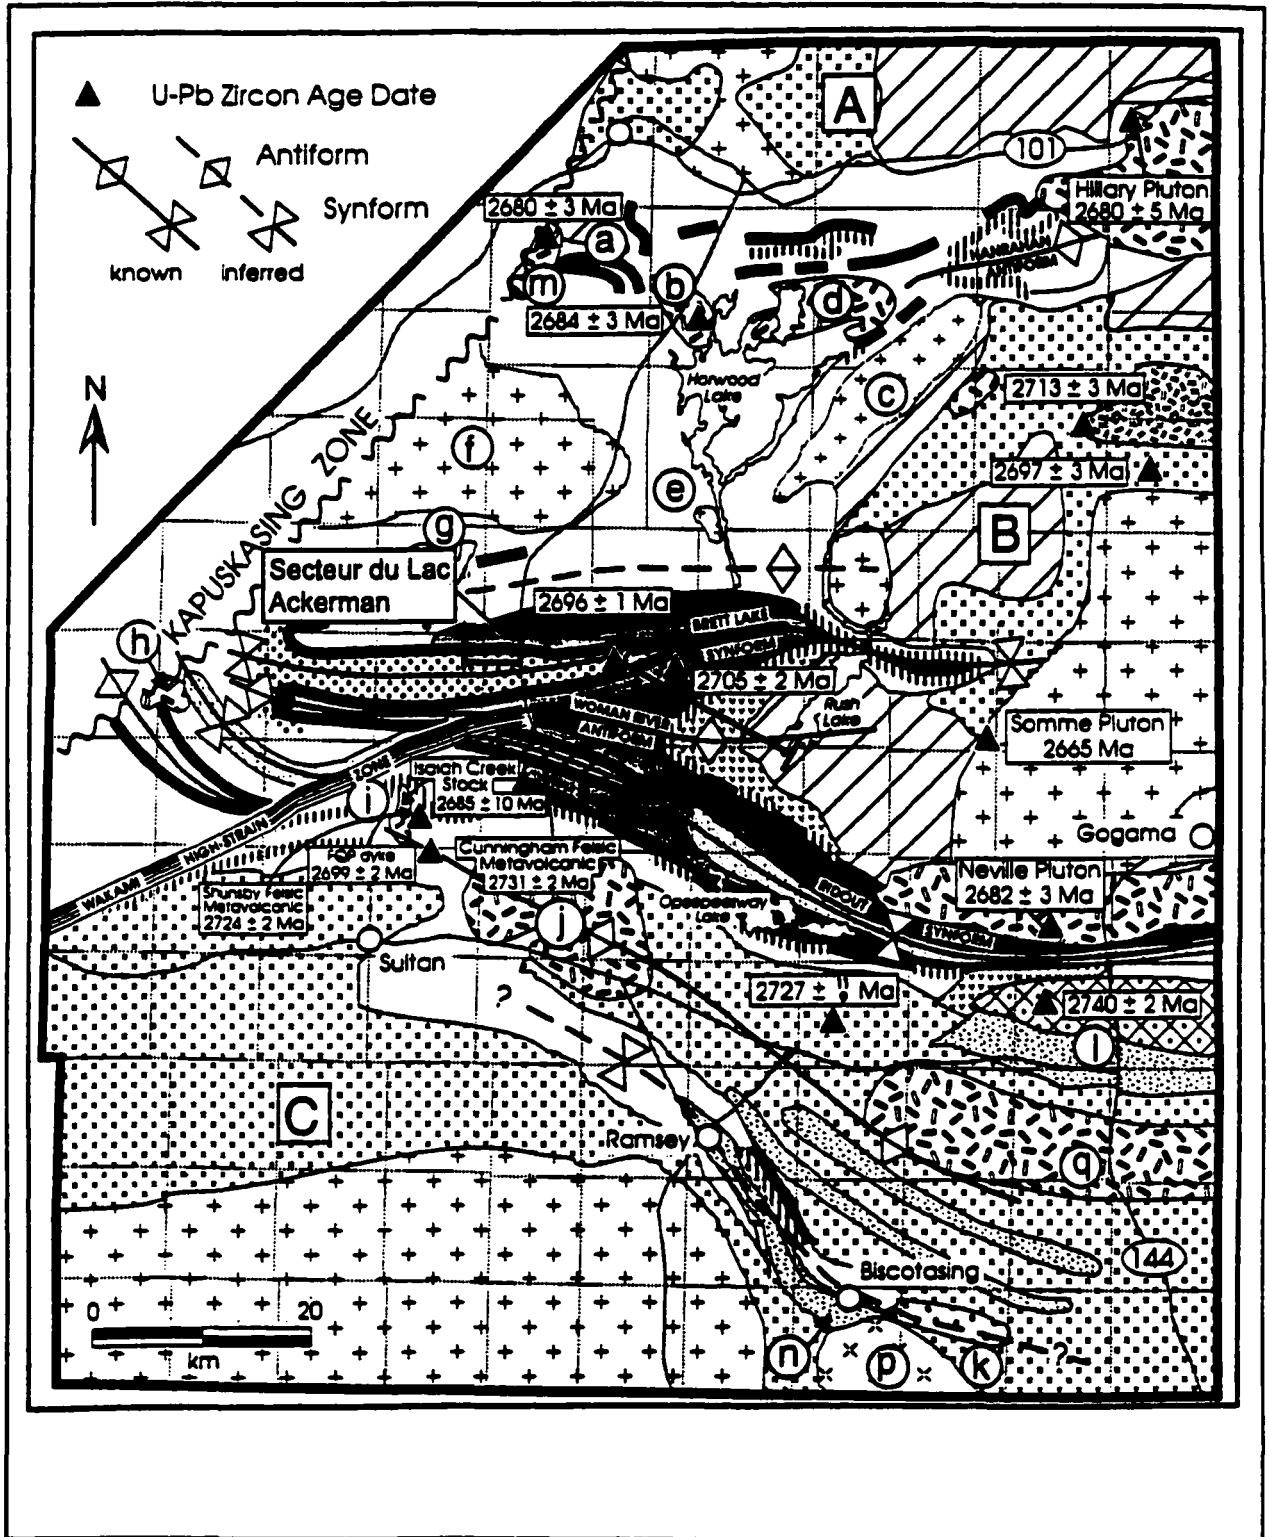 U-Pb Zircon Age Date
Antiform
Synform
known
inferred
A
101
Hillary Pluton
2680 ± 5 Ma
2680 ± 3 Ma
a
m
b
d
HANRAHAN
ANTIFORM
2684 ± 3 Ma
Horwood
Lake
c
N
2713 ± 3 Ma
f
2697 ± 3 Ma
e
B
g
KAPUSKASING ZONE
Secteur du Lac
Ackerman
2696 ± 1 Ma
BRETT LAKE
SYNFORM
h
2705 ± 2 Ma
WOMAN RIVER
ANTIFORM
Rush
Lake
Somme Pluton
2665 Ma
Isaiah Creek
Stock
2685 ± 10 Ma
i
WAKAMI HIGH-STRAIN ZONE
Gogama
Cunningham Felsic
Metavolcanic
2731 ± 2 Ma
QFP dyke
2699 ± 2 Ma
Shunsby Felsic
Metavolcanic
2724 ± 2 Ma
Neville Pluton
2682 ± 3 Ma
Opeepeesway
Lake
j
SYNFORM
Sultan
?
2727 ± Ma
2740 ± 2 Ma
l
C
Ramsey
q
144
Biscotasing
0 20
km
n
p
k
?